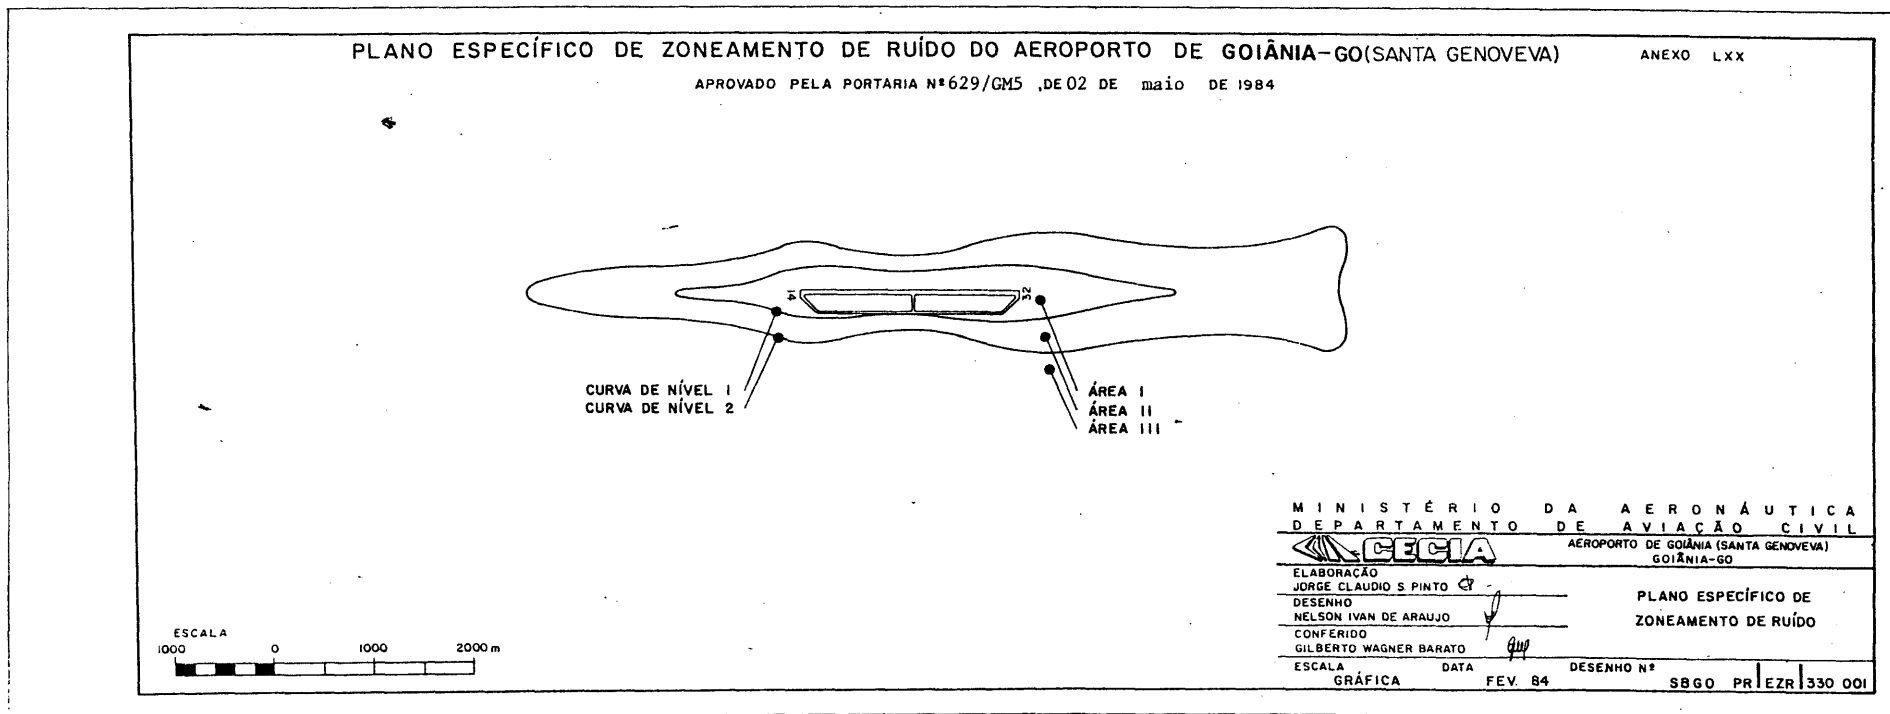 PLANO ESPECÍFICO DE ZONEAMENTO DE RUÍDO DO AEROPORTO DE GOIÂNIA-GO(SANTA GENOVEVA)
ANEXO LXX
APROVADO PELA PORTARIA Nº 629/GM5 ,DE 02 DE maio DE 1984
14
32
CURVA DE NÍVEL 1
CURVA DE NÍVEL 2
ÁREA I
ÁREA II
ÁREA III
MINISTÉRIO DA AERONÁUTICA
DEPARTAMENTO DE AVIAÇÃO CIVIL
CECIA
AEROPORTO DE GOIÂNIA (SANTA GENOVEVA)
GOIÂNIA-GO
ELABORAÇÃO
JORGE CLAUDIO S. PINTO
DESENHO
NELSON IVAN DE ARAUJO
CONFERIDO
GILBERTO WAGNER BARATO
PLANO ESPECÍFICO DE
ZONEAMENTO DE RUÍDO
ESCALA
GRÁFICA
DATA
FEV. 84
DESENHO Nº
SBGO PR EZR 330 001
ESCALA
1000 0 1000 2000 m